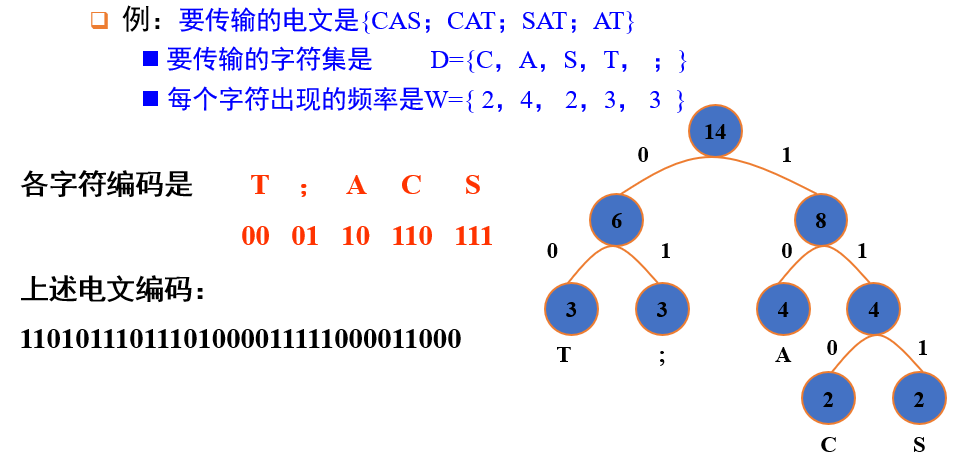 例：要传输的电文是{CAS；CAT；SAT；AT}
要传输的字符集是 D={C，A，S，T， ；}
每个字符出现的频率是W={ 2，4， 2，3， 3 }
14
0 1
各字符编码是 T ； A C S
6 8
00 01 10 110 111
0 1 0 1
上述电文编码：
3 3 4 4
11010111011101000011111000011000
T ; A 0 1
2 2
C S